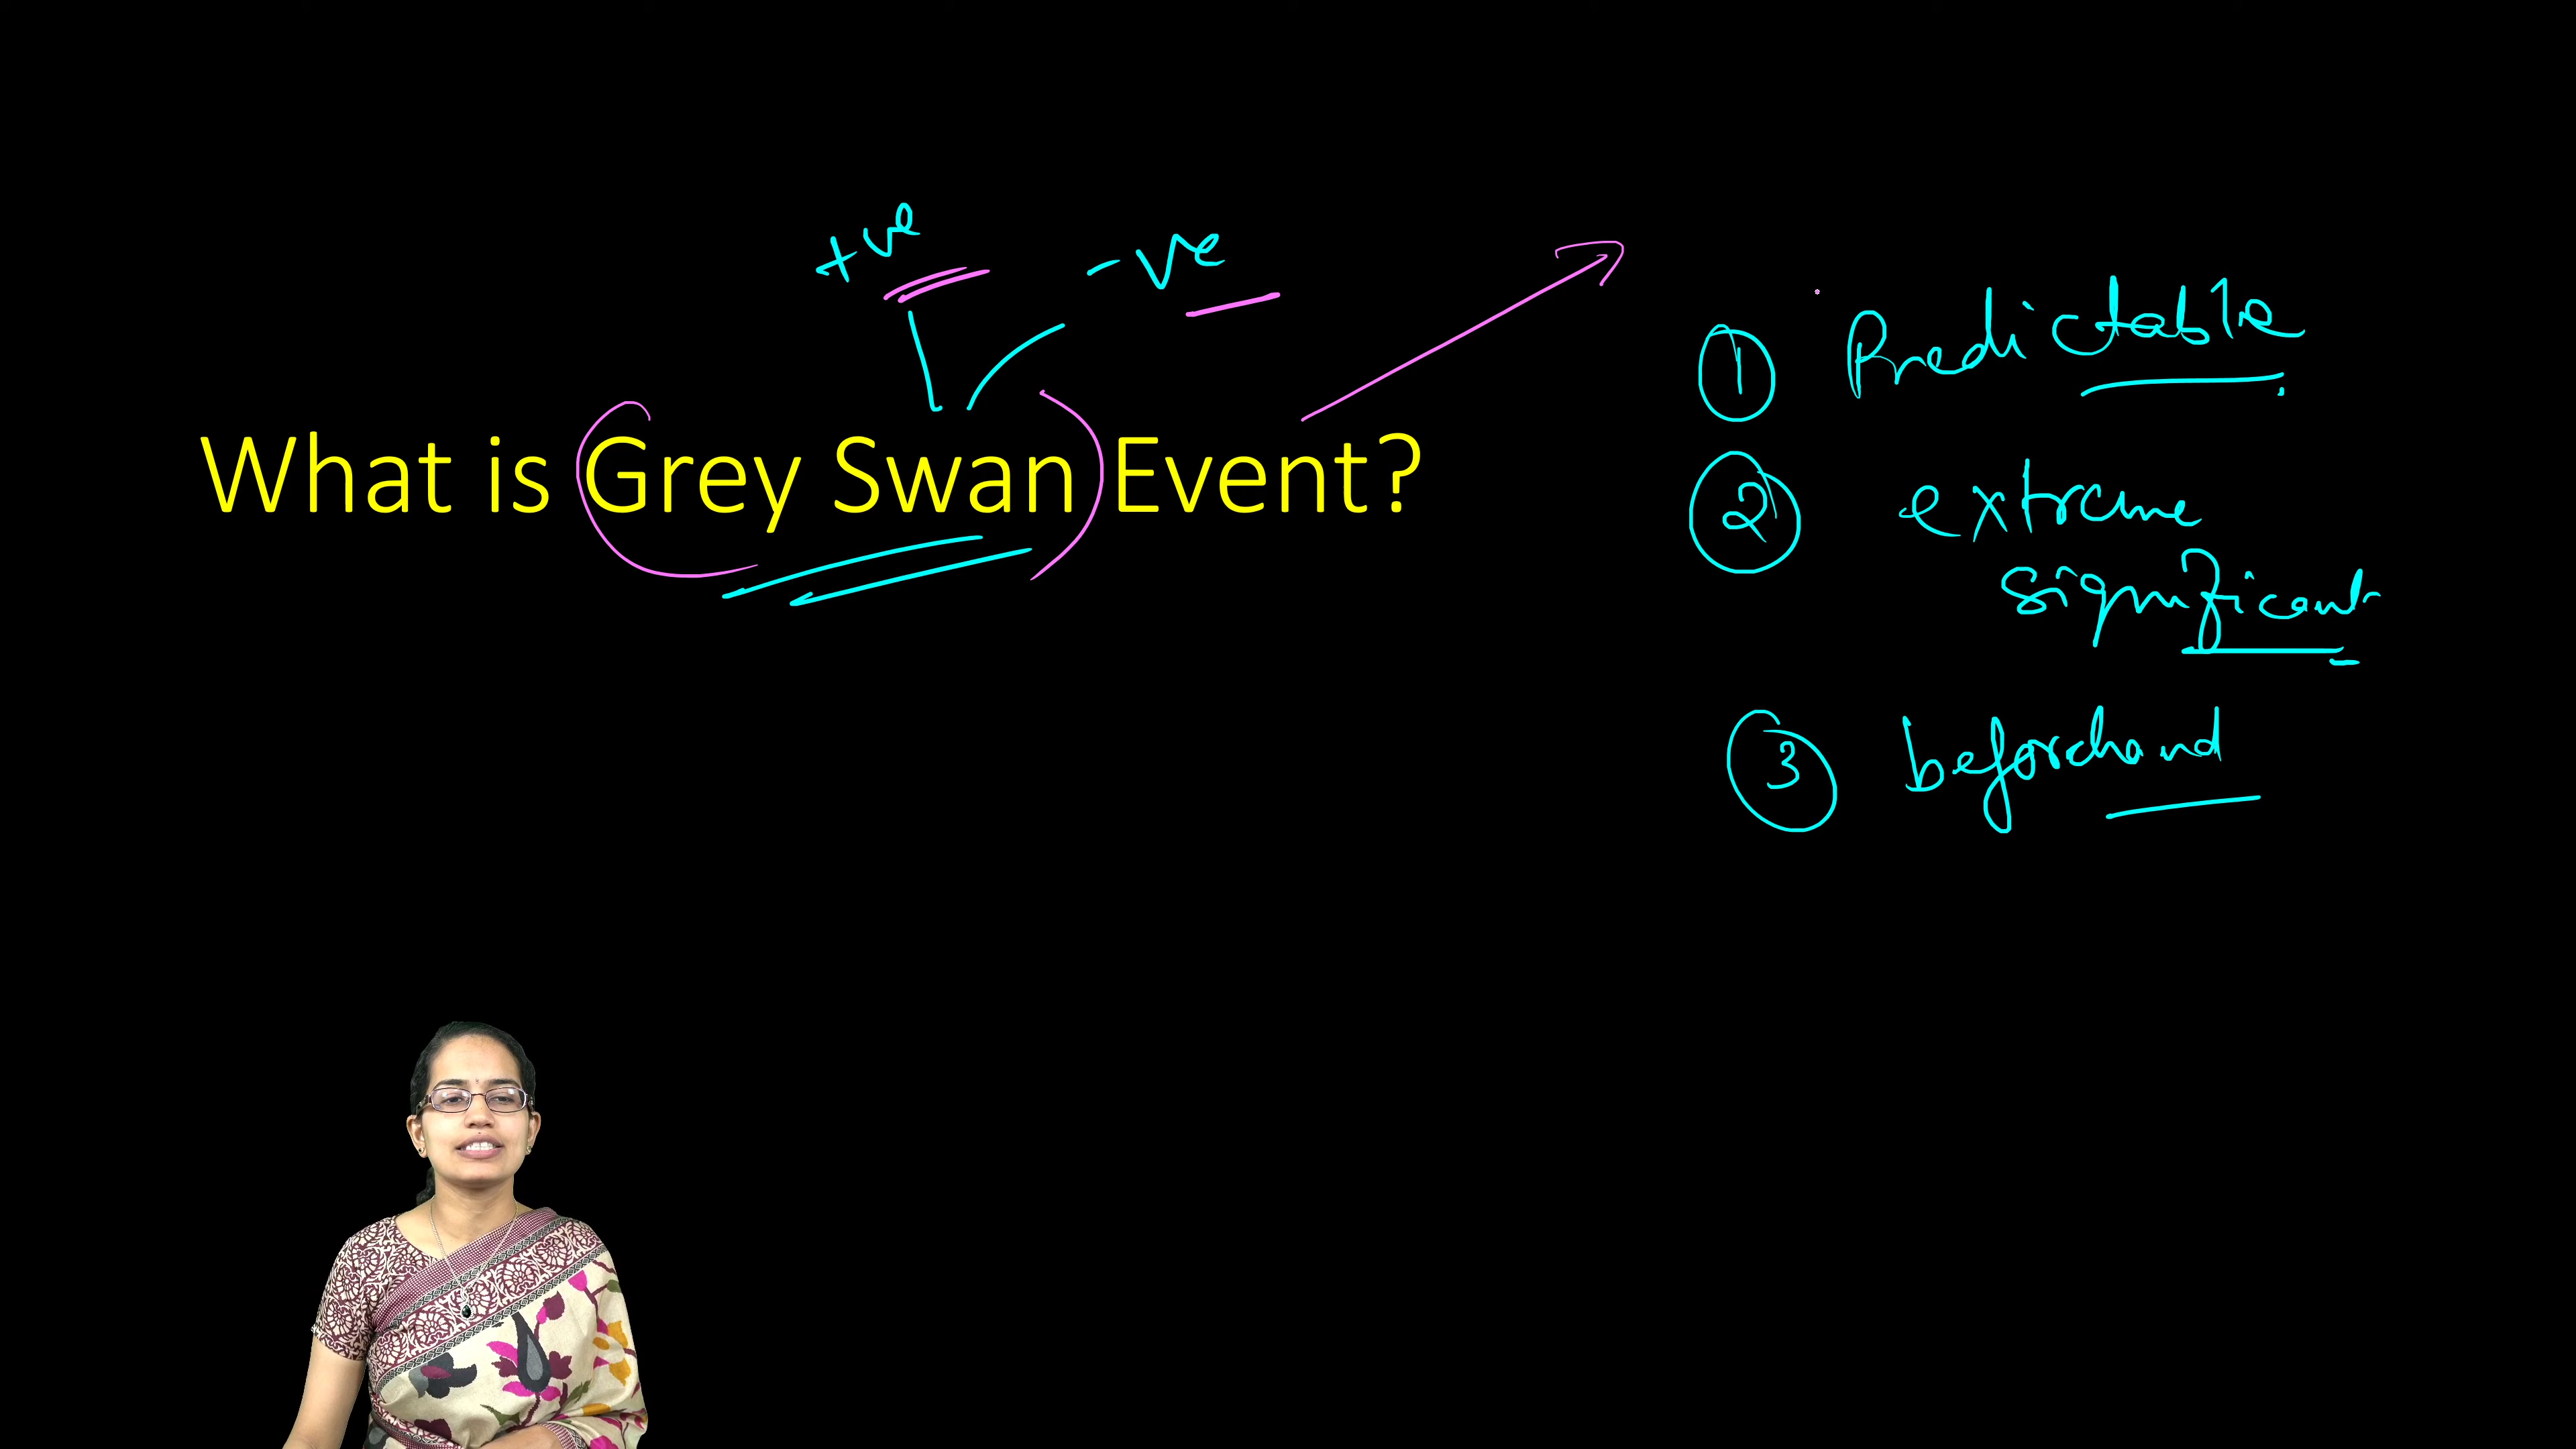 +ve
-ve
What is Grey Swan Event?
1 Predictable
2 extreme
significant
3 beforehand